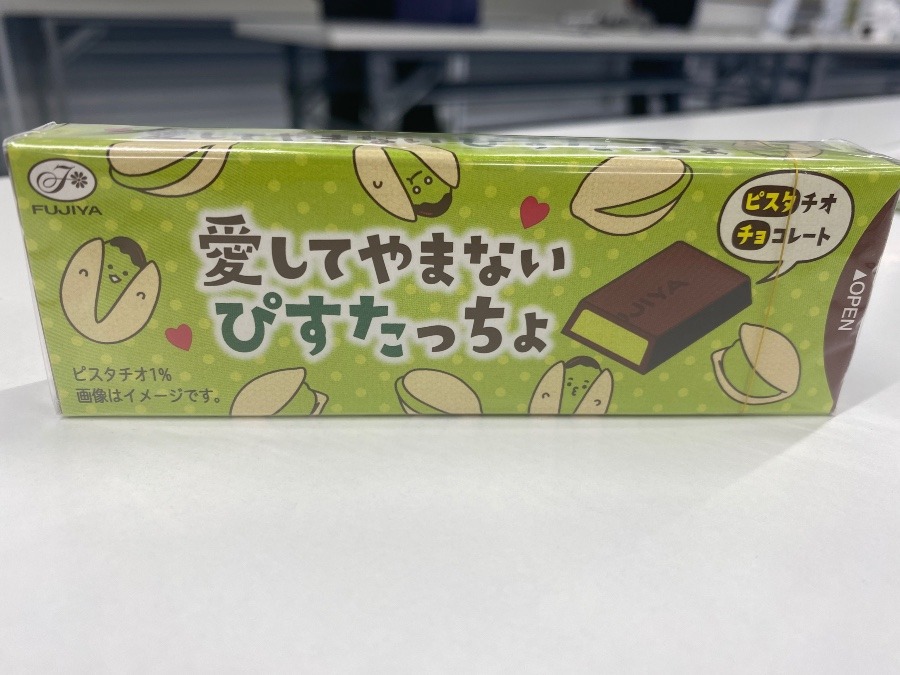 FUJIYA
愛してやまない
ぴすたっちょ
ピスタチオ
チョコレート
UJIYA
▲OPEN
ピスタチオ1%
画像はイメージです。